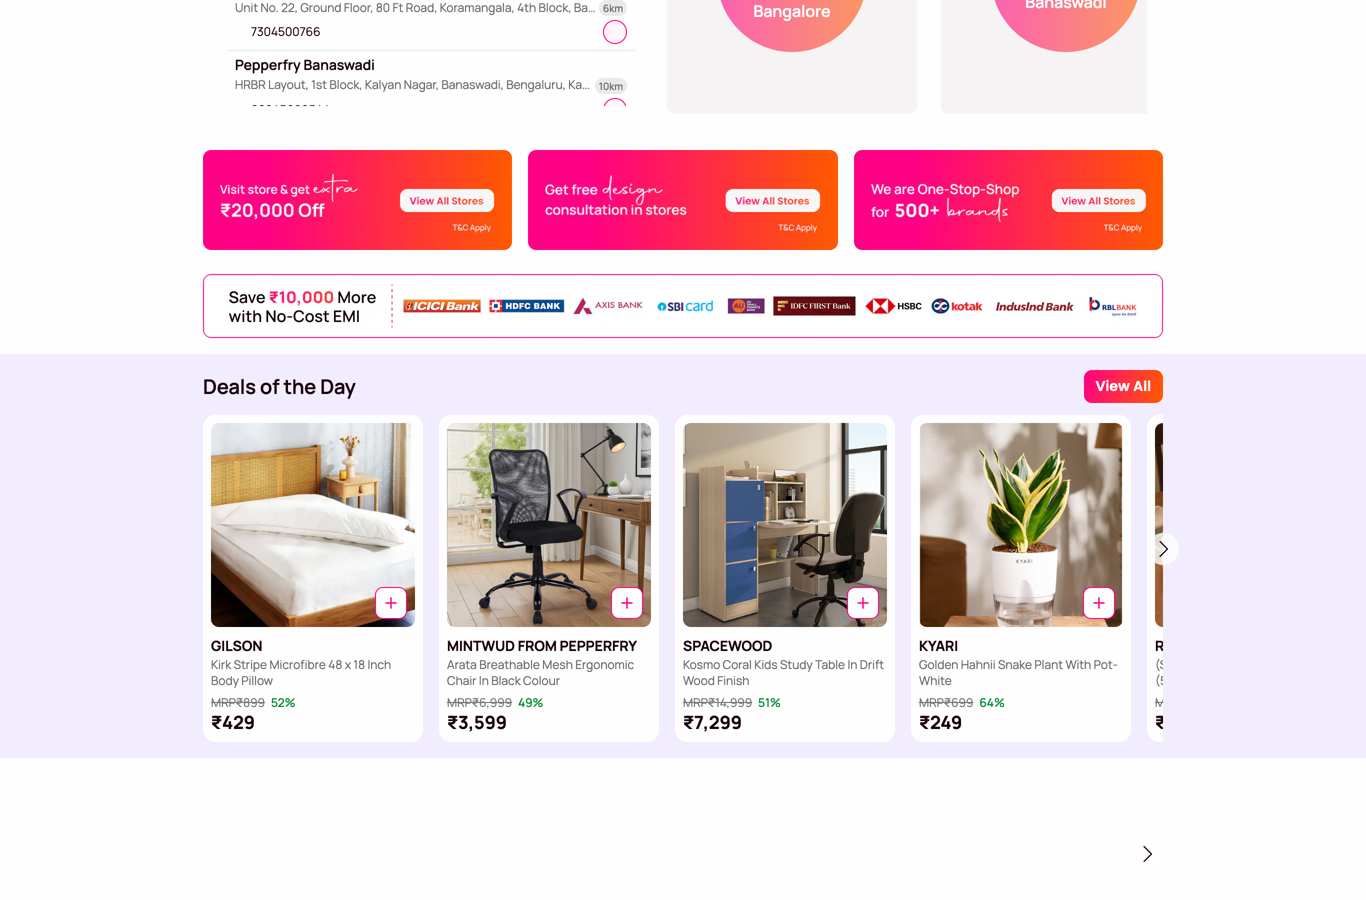 Unit No. 22, Ground Floor, 80 Ft Road, Koramangala, 4th Block, Ba... 6km
7304500766
Pepperfry Banaswadi
HRBR Layout, 1st Block, Kalyan Nagar, Banaswadi, Bengaluru, Ka... 10km
Bangalore
Banaswadi
Visit store & get extra
₹20,000 Off
View All Stores
T&C Apply
Get free design
consultation in stores
View All Stores
T&C Apply
We are One-Stop-Shop
for 500+ brands
View All Stores
T&C Apply
Save ₹10,000 More
with No-Cost EMI
ICICI Bank
HDFC BANK
AXIS BANK
SBI card
AU
IDFC FIRST Bank
HSBC
kotak
IndusInd Bank
RBLBANK
Deals of the Day
View All
GILSON
Kirk Stripe Microfibre 48 x 18 Inch
Body Pillow
MRP₹899 52%
₹429
MINTWUD FROM PEPPERFRY
Arata Breathable Mesh Ergonomic
Chair In Black Colour
MRP₹6,999 49%
₹3,599
SPACEWOOD
Kosmo Coral Kids Study Table In Drift
Wood Finish
MRP₹14,999 51%
₹7,299
KYARI
KYARI
Golden Hahnii Snake Plant With Pot-
White
MRP₹699 64%
₹249